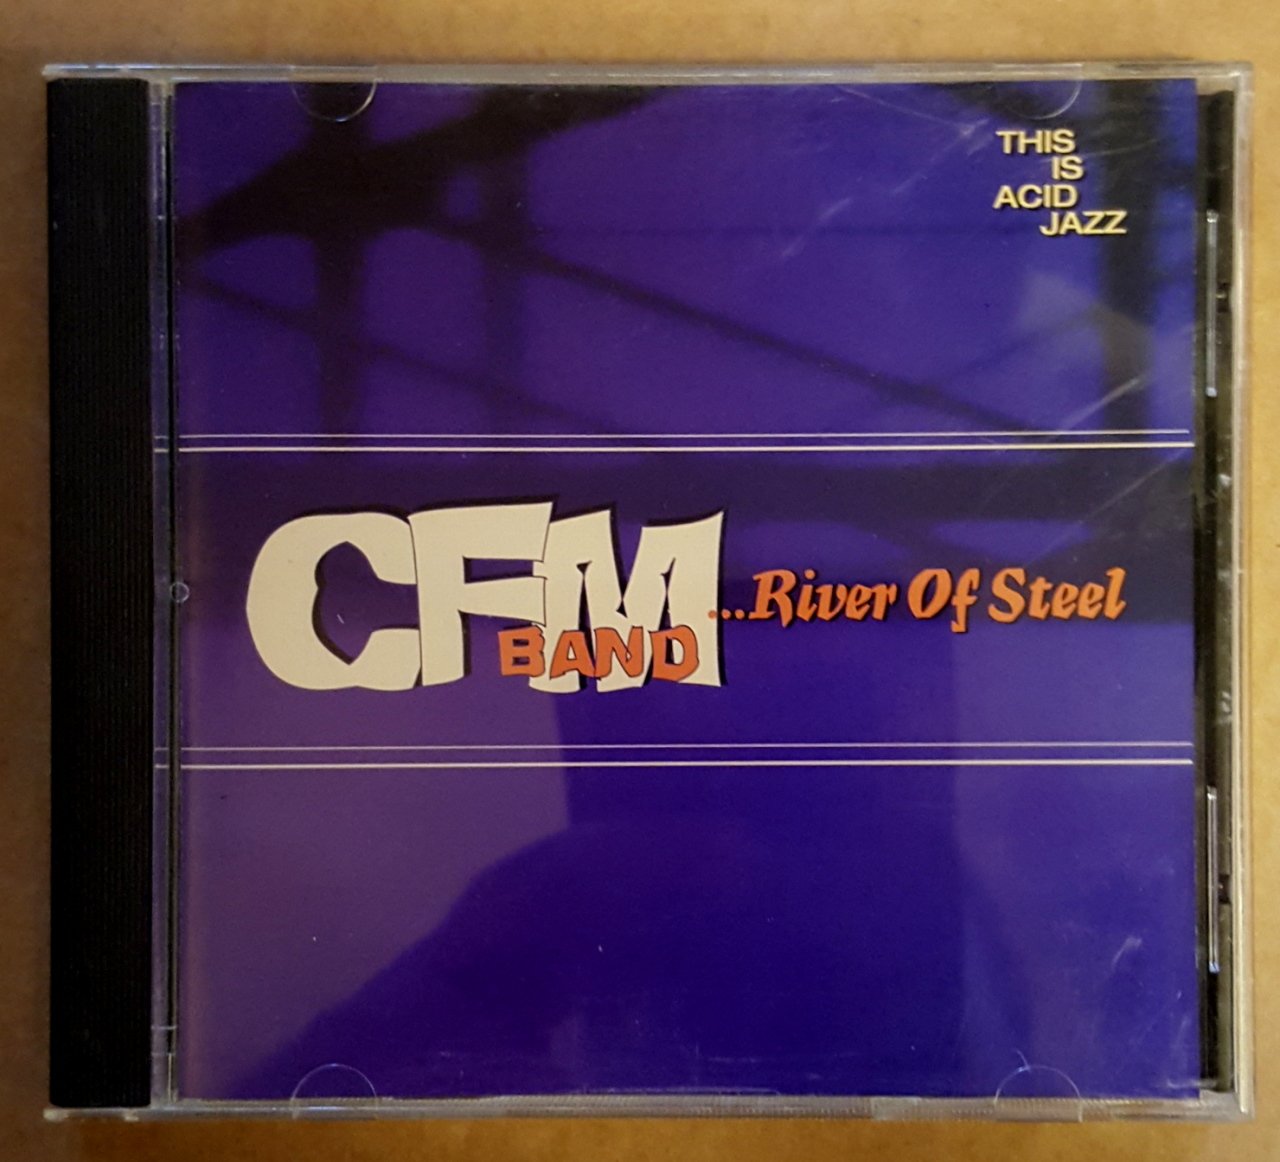 THIS
IS
ACID
JAZZ
CFM
BAND
...River Of Steel